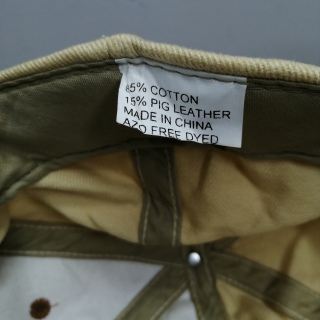 85% COTTON
15% PIG LEATHER
MADE IN CHINA
AZO FREE DYED